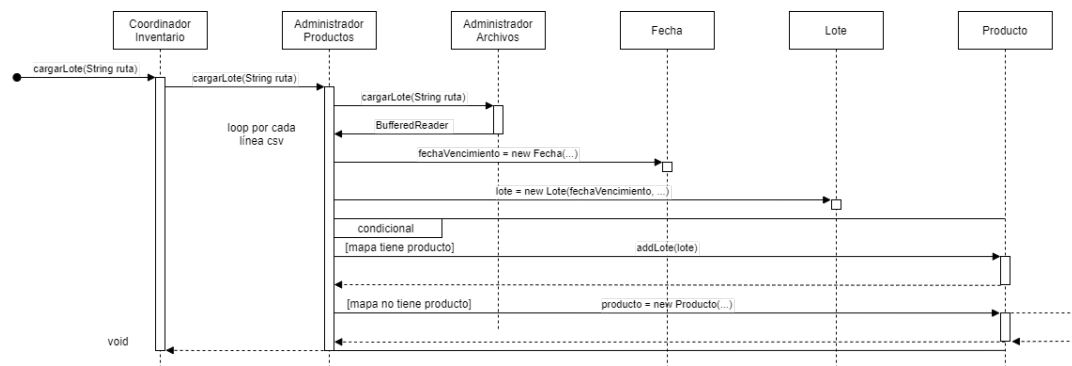 Coordinador
Inventario
Administrador
Productos
Administrador
Archivos
Fecha
Lote
Producto
cargarLote(String ruta)
cargarLote(String ruta)
cargarLote(String ruta)
BufferedReader
loop por cada
línea csv
fechaVencimiento = new Fecha(...)
lote = new Lote(fechaVencimiento, ...)
condicional
[mapa tiene producto]
addLote(lote)
[mapa no tiene producto]
producto = new Producto(...)
void